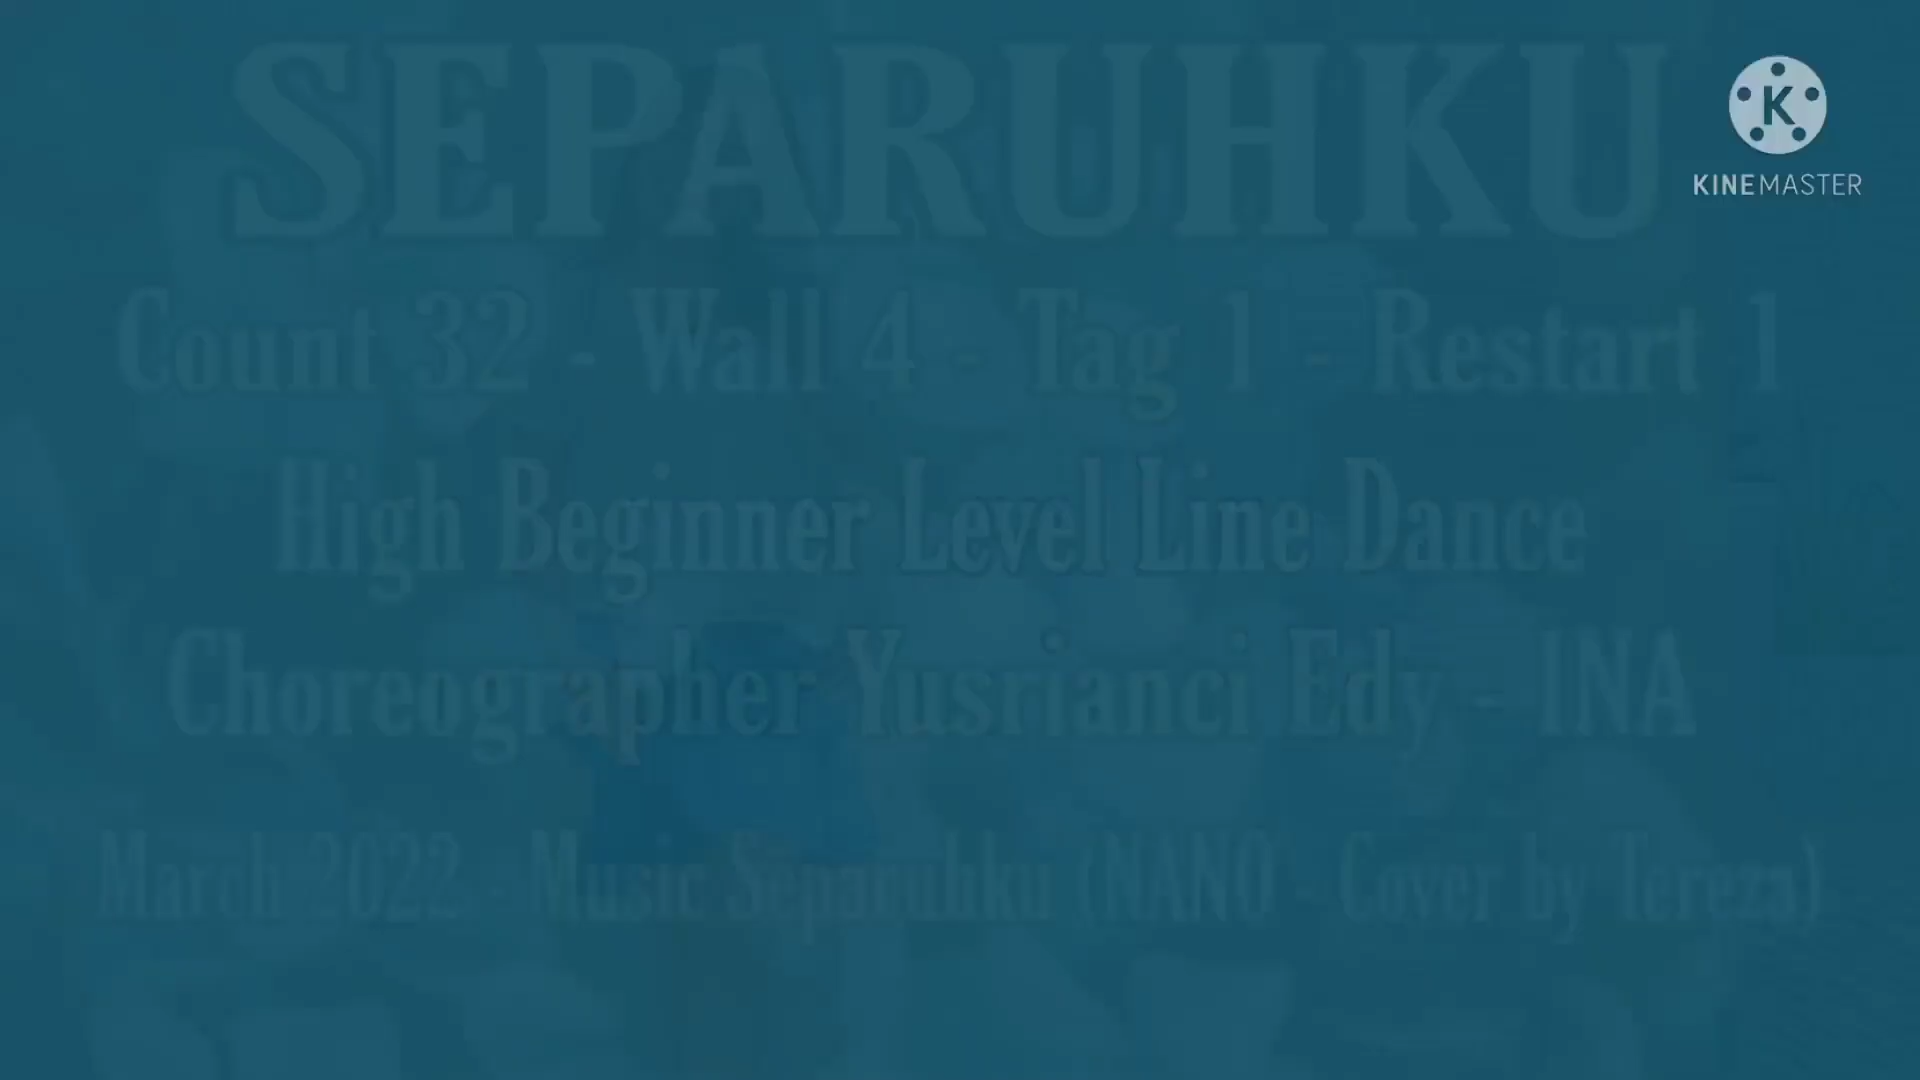 SEPARUHKU
KINEMASTER
Count 32 - Wall 4 - Tag 1 - Restart 1
High Beginner Level Line Dance
Choreographer Yusrianci Edy - INA
March 2022 - Music Separuhku (NANO - Cover by Tereza)